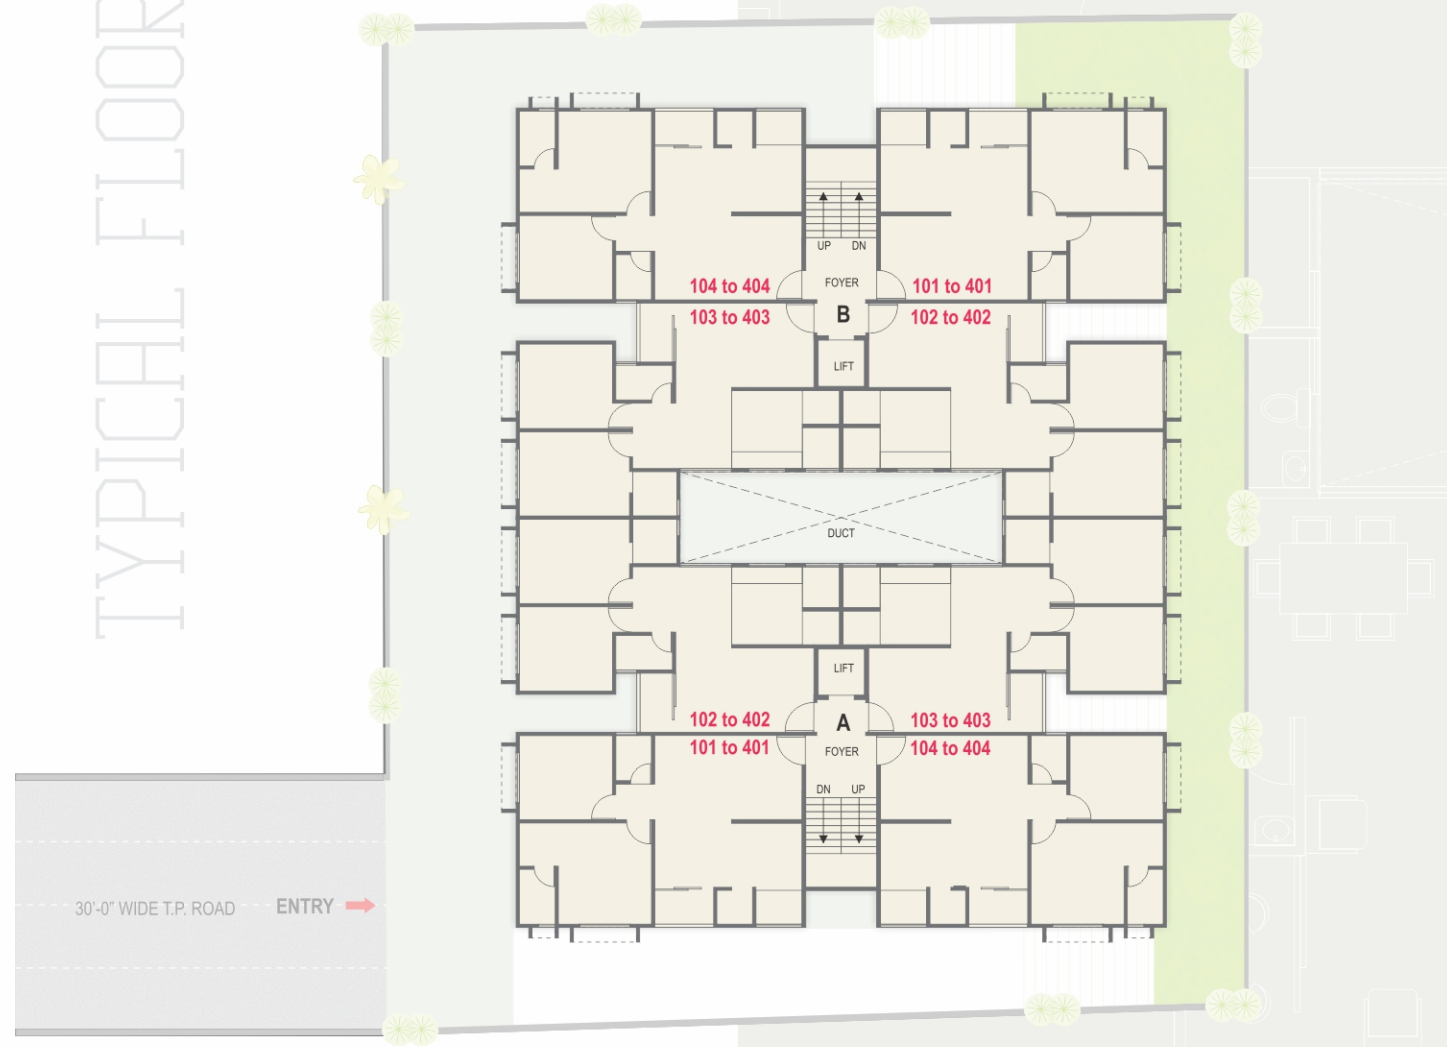 TYPICAL FLOOR
UP DN
FOYER
104 to 404
101 to 401
B
103 to 403
102 to 402
LIFT
DUCT
LIFT
102 to 402
103 to 403
A
101 to 401
104 to 404
FOYER
DN UP
30'-0" WIDE T.P. ROAD
ENTRY